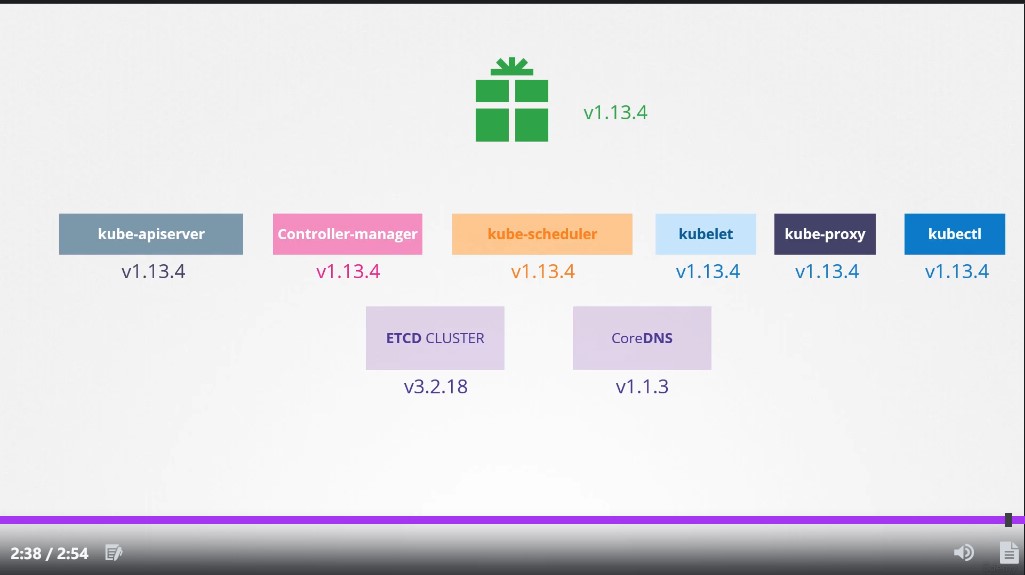 v1.13.4
kube-apiserver
v1.13.4
Controller-manager
v1.13.4
kube-scheduler
v1.13.4
kubelet
v1.13.4
kube-proxy
v1.13.4
kubectl
v1.13.4
ETCD CLUSTER
v3.2.18
CoreDNS
v1.1.3
2:38 / 2:54